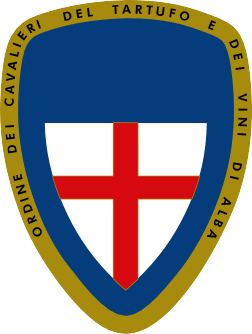 ORDINE DEI CAVALIERI DEL TARTUFO E DEI VINI DI ALBA